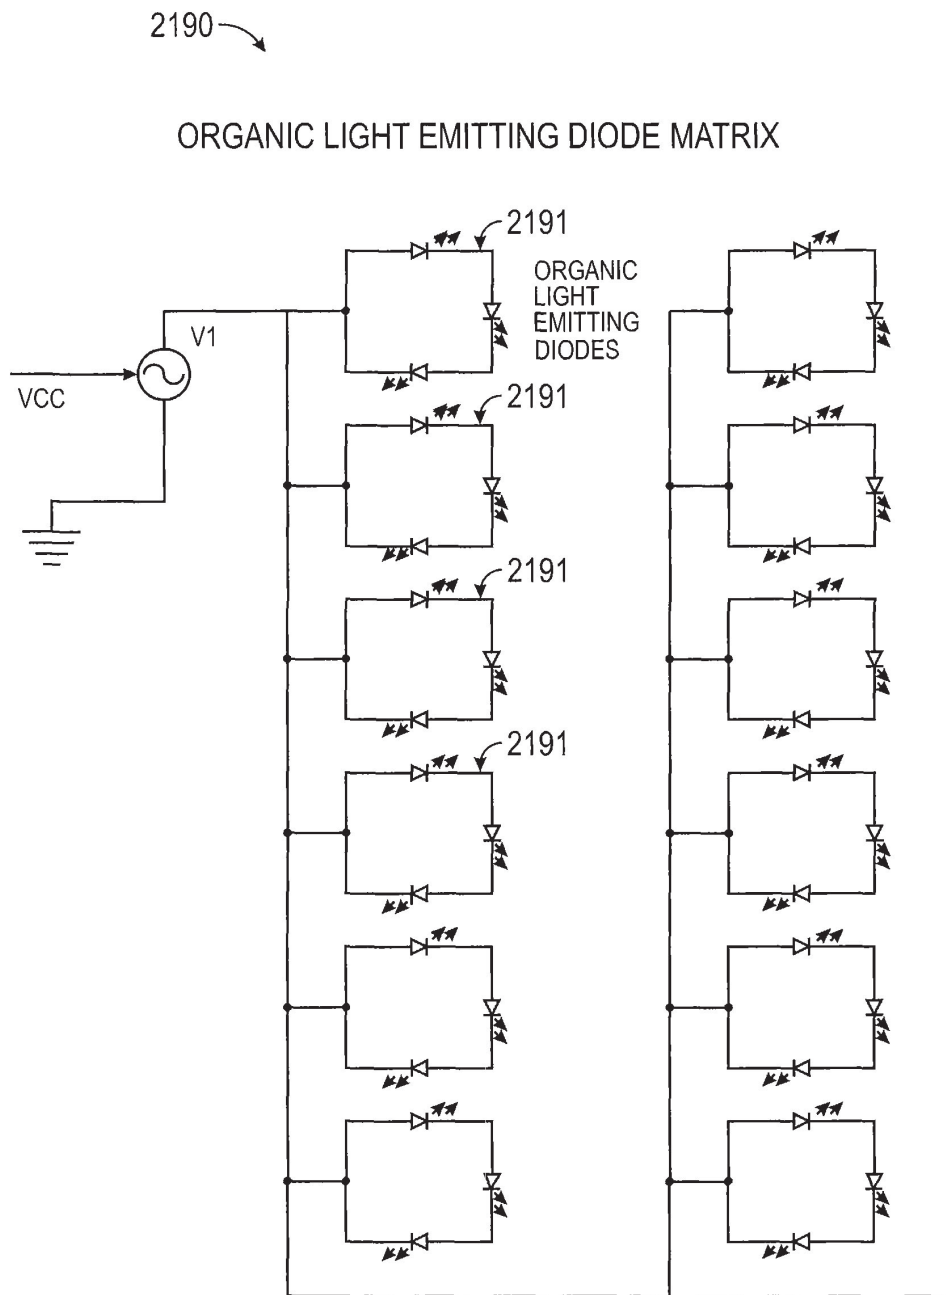 2190
ORGANIC LIGHT EMITTING DIODE MATRIX
2191
ORGANIC
LIGHT
EMITTING
DIODES
V1
VCC
2191
2191
2191